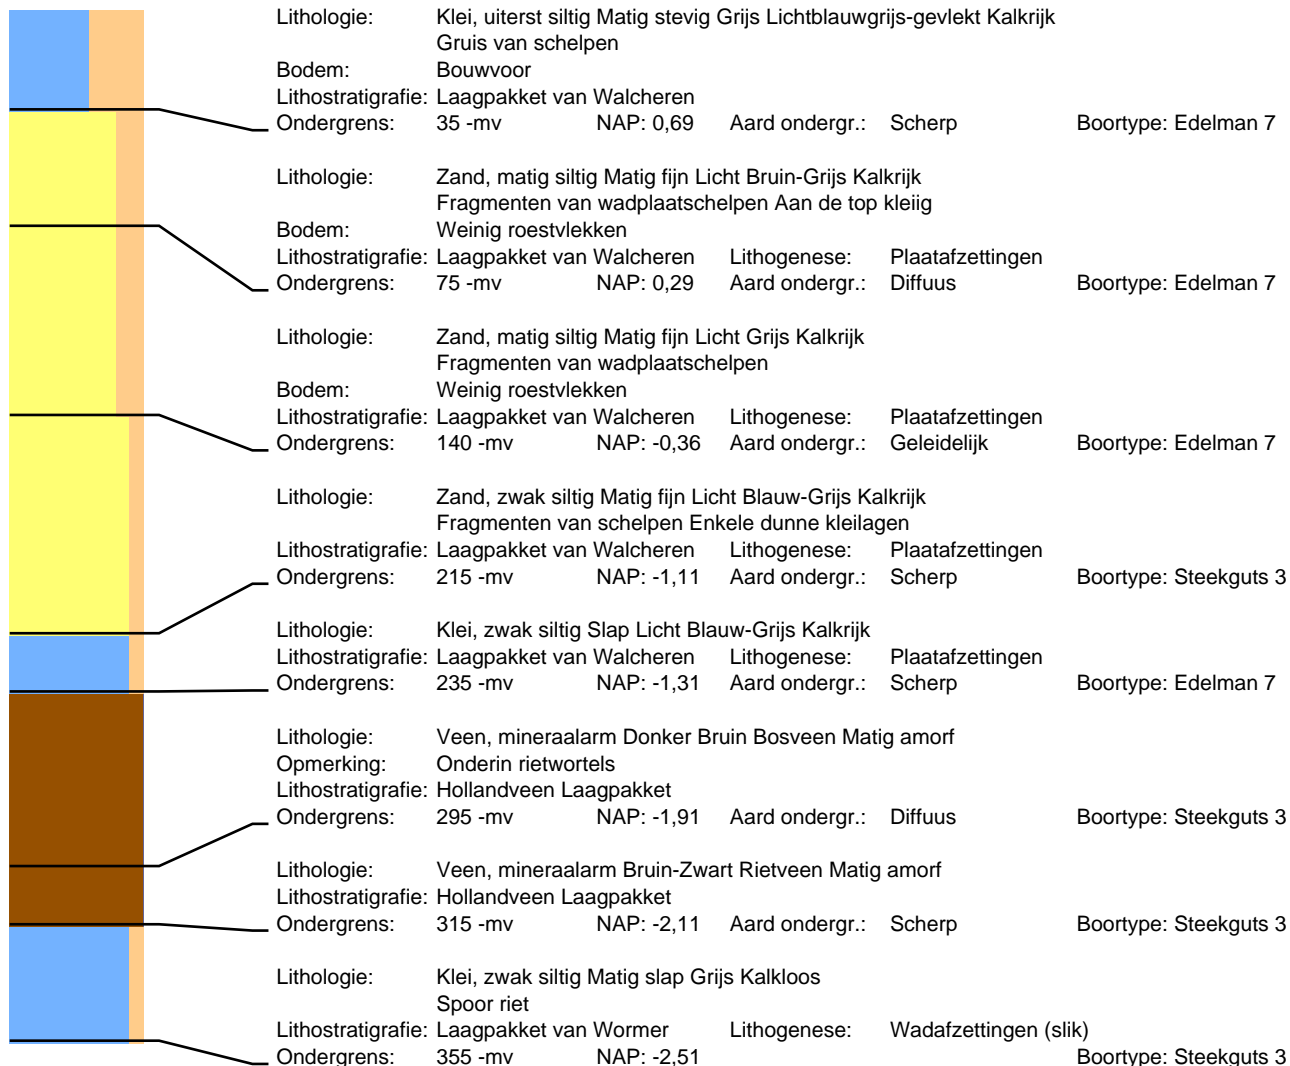 Lithologie: Klei, uiterst siltig Matig stevig Grijs Lichtblauwgrijs-gevlekt Kalkrijk
Gruis van schelpen
Bodem: Bouwvoor
Lithostratigrafie: Laagpakket van Walcheren
Ondergrens: 35 -mv NAP: 0,69 Aard ondergr.: Scherp Boortype: Edelman 7
Lithologie: Zand, matig siltig Matig fijn Licht Bruin-Grijs Kalkrijk
Fragmenten van wadplaatschelpen Aan de top kleiig
Bodem: Weinig roestvlekken
Lithostratigrafie: Laagpakket van Walcheren Lithogenese: Plaatafzettingen
Ondergrens: 75 -mv NAP: 0,29 Aard ondergr.: Diffuus Boortype: Edelman 7
Lithologie: Zand, matig siltig Matig fijn Licht Grijs Kalkrijk
Fragmenten van wadplaatschelpen
Bodem: Weinig roestvlekken
Lithostratigrafie: Laagpakket van Walcheren Lithogenese: Plaatafzettingen
Ondergrens: 140 -mv NAP: -0,36 Aard ondergr.: Geleidelijk Boortype: Edelman 7
Lithologie: Zand, zwak siltig Matig fijn Licht Blauw-Grijs Kalkrijk
Fragmenten van schelpen Enkele dunne kleilagen
Lithostratigrafie: Laagpakket van Walcheren Lithogenese: Plaatafzettingen
Ondergrens: 215 -mv NAP: -1,11 Aard ondergr.: Scherp Boortype: Steekguts 3
Lithologie: Klei, zwak siltig Slap Licht Blauw-Grijs Kalkrijk
Lithostratigrafie: Laagpakket van Walcheren Lithogenese: Plaatafzettingen
Ondergrens: 235 -mv NAP: -1,31 Aard ondergr.: Scherp Boortype: Edelman 7
Lithologie: Veen, mineraalarm Donker Bruin Bosveen Matig amorf
Opmerking: Onderin rietwortels
Lithostratigrafie: Hollandveen Laagpakket
Ondergrens: 295 -mv NAP: -1,91 Aard ondergr.: Diffuus Boortype: Steekguts 3
Lithologie: Veen, mineraalarm Bruin-Zwart Rietveen Matig amorf
Lithostratigrafie: Hollandveen Laagpakket
Ondergrens: 315 -mv NAP: -2,11 Aard ondergr.: Scherp Boortype: Steekguts 3
Lithologie: Klei, zwak siltig Matig slap Grijs Kalkloos
Spoor riet
Lithostratigrafie: Laagpakket van Wormer Lithogenese: Wadafzettingen (slik)
Ondergrens: 355 -mv NAP: -2,51 Boortype: Steekguts 3